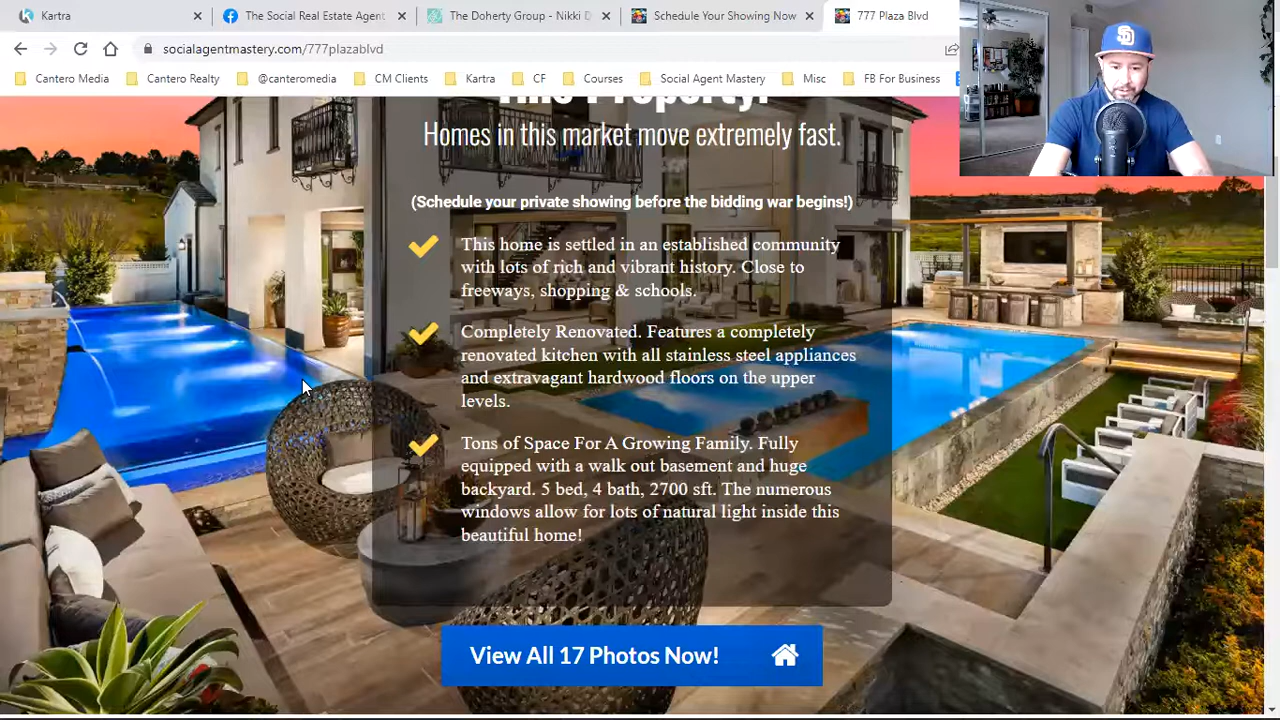 Kartra
The Social Real Estate Agent
The Doherty Group - Nikki D
Schedule Your Showing Now
777 Plaza Blvd
socialagentmastery.com/777plazablvd
Cantero Media
Cantero Realty
@canteromedia
CM Clie
Kartra
CF
Courses
Social Agent Mastery
Misc
FB For Business
This Property!
Homes in this market move extremely fast.
(Schedule your private showing before the bidding war begins!)
This home is settled in an established community
with lots of rich and vibrant history. Close to
freeways, shopping & schools.
Completely Renovated. Features a completely
renovated kitchen with all stainless steel appliances
and extravagant hardwood floors on the upper
levels.
Tons of Space For A Growing Family. Fully
equipped with a walk out basement and huge
backyard. 5 bed, 4 bath, 2700 sft. The numerous
windows allow for lots of natural light inside this
beautiful home!
View All 17 Photos Now!